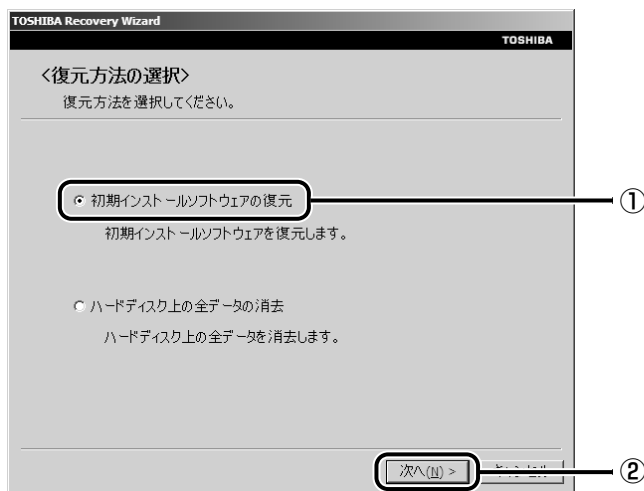 TOSHIBA Recovery Wizard
TOSHIBA
<復元方法の選択>
復元方法を選択してください。
初期インストールソフトウェアの復元
①
初期インストールソフトウェアを復元します。
ハードディスク上の全データの消去
ハードディスク上の全データを消去します。
次へ(N) >
②